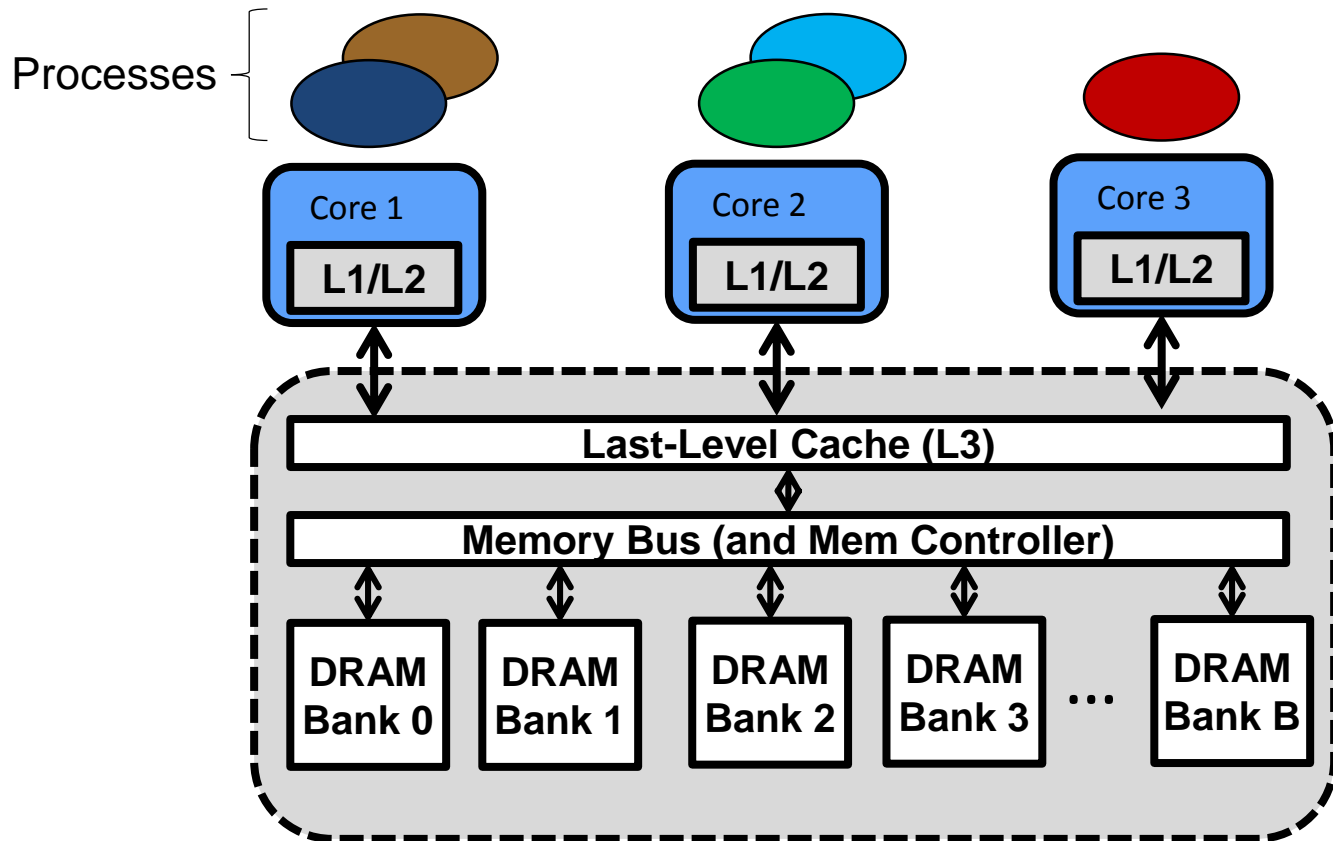 Processes
Core 1
Core 2
Core 3
L1/L2
L1/L2
L1/L2
Last-Level Cache (L3)
Memory Bus (and Mem Controller)
DRAM
Bank 0
DRAM
Bank 1
DRAM
Bank 2
DRAM
Bank 3
...
DRAM
Bank B